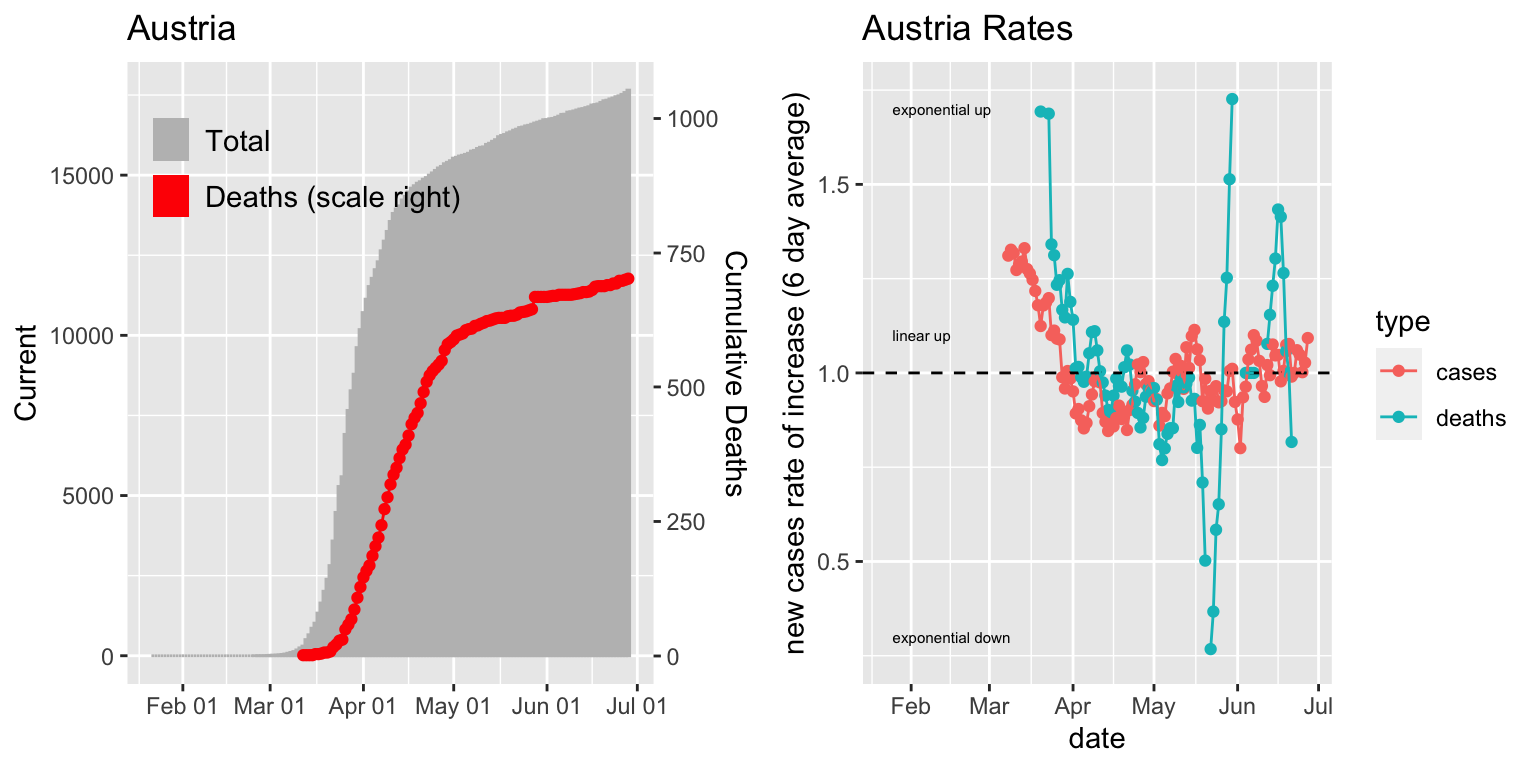 Austria
Total
Deaths (scale right)
Current
15000
10000
5000
0
1000
750
500
250
0
Cumulative Deaths
Feb 01
Mar 01
Apr 01
May 01
Jun 01
Jul 01
Austria Rates
new cases rate of increase (6 day average)
1.5
1.0
0.5
exponential up
linear up
exponential down
Feb
Mar
Apr
May
Jun
Jul
date
type
cases
deaths